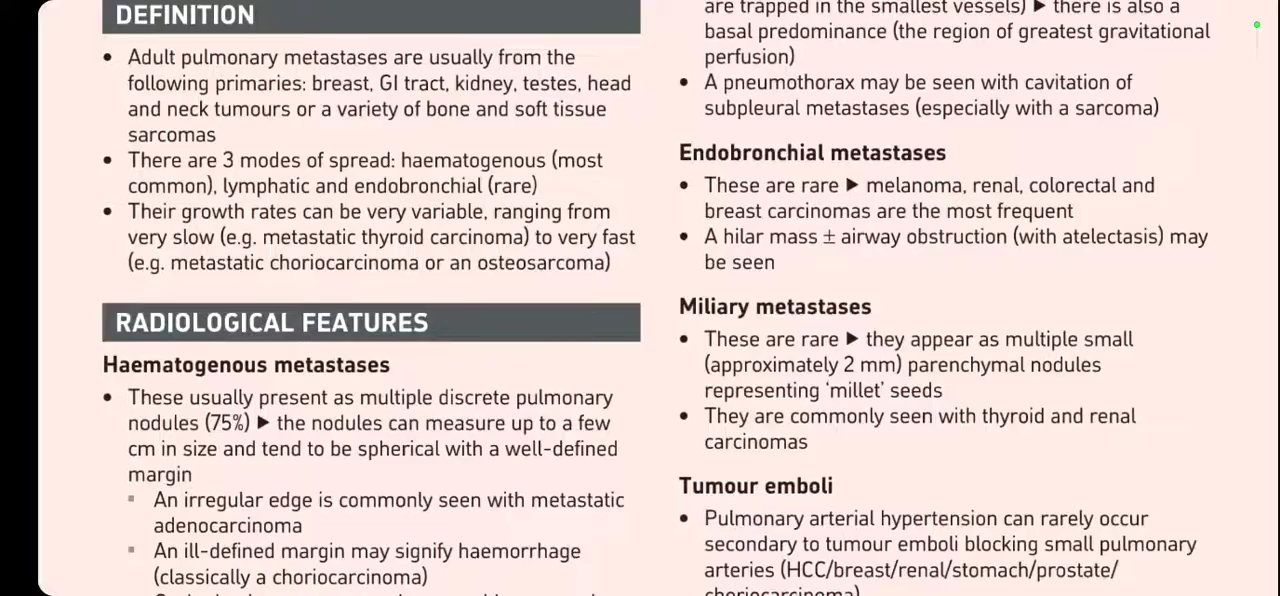 DEFINITION
• Adult pulmonary metastases are usually from the
following primaries: breast, GI tract, kidney, testes, head
and neck tumours or a variety of bone and soft tissue
sarcomas
• There are 3 modes of spread: haematogenous (most
common), lymphatic and endobronchial (rare)
• Their growth rates can be very variable, ranging from
very slow (e.g. metastatic thyroid carcinoma) to very fast
(e.g. metastatic choriocarcinoma or an osteosarcoma)
RADIOLOGICAL FEATURES
Haematogenous metastases
• These usually present as multiple discrete pulmonary
nodules (75%) ▶ the nodules can measure up to a few
cm in size and tend to be spherical with a well-defined
margin
▪ An irregular edge is commonly seen with metastatic
adenocarcinoma
▪ An ill-defined margin may signify haemorrhage
(classically a choriocarcinoma)
are trapped in the smallest vessels) ▶ there is also a
basal predominance (the region of greatest gravitational
perfusion)
• A pneumothorax may be seen with cavitation of
subpleural metastases (especially with a sarcoma)
Endobronchial metastases
• These are rare ▶ melanoma, renal, colorectal and
breast carcinomas are the most frequent
• A hilar mass ± airway obstruction (with atelectasis) may
be seen
Miliary metastases
• These are rare ▶ they appear as multiple small
(approximately 2 mm) parenchymal nodules
representing ‘millet’ seeds
• They are commonly seen with thyroid and renal
carcinomas
Tumour emboli
• Pulmonary arterial hypertension can rarely occur
secondary to tumour emboli blocking small pulmonary
arteries (HCC/breast/renal/stomach/prostate/
choriocarcinoma)